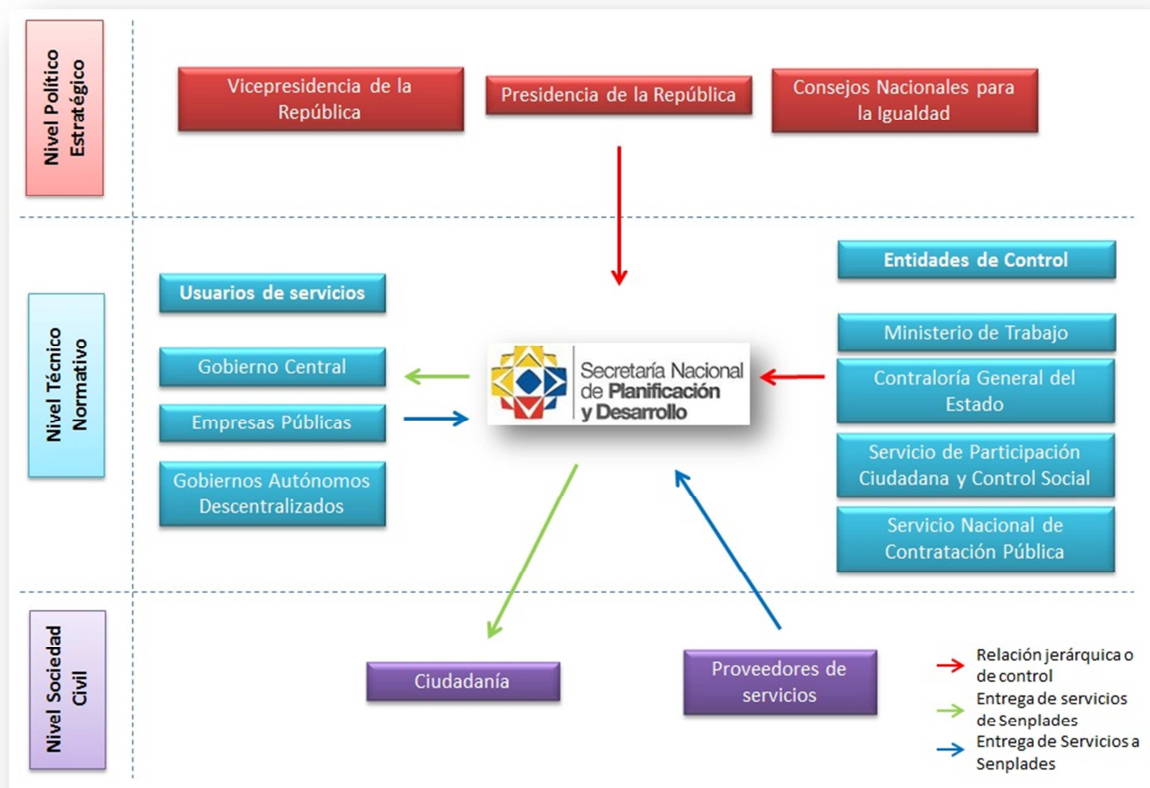 Nivel Político
Estratégico
Vicepresidencia de la
República
Presidencia de la República
Consejos Nacionales para
la Igualdad
Nivel Técnico
Normativo
Usuarios de servicios
Gobierno Central
Empresas Públicas
Gobiernos Autónomos
Descentralizados
Secretaría Nacional
de Planificación
y Desarrollo
Entidades de Control
Ministerio de Trabajo
Contraloría General del
Estado
Servicio de Participación
Ciudadana y Control Social
Servicio Nacional de
Contratación Pública
Nivel Sociedad
Civil
Ciudadanía
Proveedores de
servicios
Relación jerárquica o
de control
Entrega de servicios
de Senplades
Entrega de Servicios a
Senplades